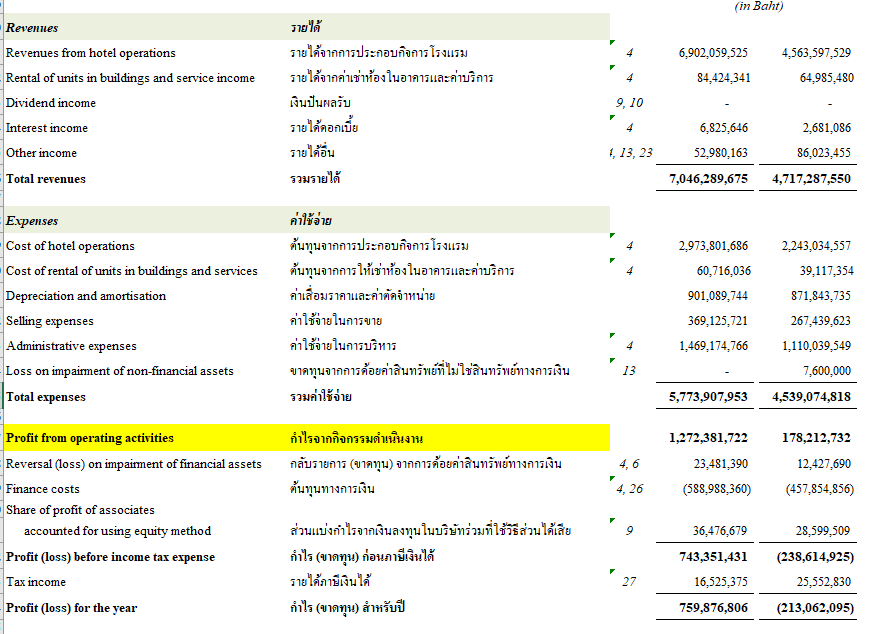 (in Baht)
Revenues รายได้
Revenues from hotel operations รายได้จากการประกอบกิจการโรงแรม 4 6,902,059,525 4,563,597,529
Rental of units in buildings and service income รายได้จากค่าเช่าห้องในอาคารและค่าบริการ 4 84,424,341 64,985,480
Dividend income เงินปันผลรับ 9, 10 - -
Interest income รายได้ดอกเบี้ย 4 6,825,646 2,681,086
Other income รายได้อื่น , 13, 23 52,980,163 86,023,455
Total revenues รวมรายได้ 7,046,289,675 4,717,287,550
Expenses ค่าใช้จ่าย
Cost of hotel operations ต้นทุนจากการประกอบกิจการโรงแรม 4 2,973,801,686 2,243,034,557
Cost of rental of units in buildings and services ต้นทุนจากการให้เช่าห้องในอาคารและค่าบริการ 4 60,716,036 39,117,354
Depreciation and amortisation ค่าเสื่อมราคาและค่าตัดจำหน่าย 901,089,744 871,843,735
Selling expenses ค่าใช้จ่ายในการขาย 369,125,721 267,439,623
Administrative expenses ค่าใช้จ่ายในการบริหาร 4 1,469,174,766 1,110,039,549
Loss on impairment of non-financial assets ขาดทุนจากการด้อยค่าสินทรัพย์ที่ไม่ใช่สินทรัพย์ทางการเงิน 13 - 7,600,000
Total expenses รวมค่าใช้จ่าย 5,773,907,953 4,539,074,818
Profit from operating activities กำไรจากกิจกรรมดำเนินงาน 1,272,381,722 178,212,732
Reversal (loss) on impairment of financial assets กลับรายการ (ขาดทุน) จากการด้อยค่าสินทรัพย์ทางการเงิน 4, 6 23,481,390 12,427,690
Finance costs ต้นทุนทางการเงิน 4, 26 (588,988,360) (457,854,856)
Share of profit of associates
accounted for using equity method ส่วนแบ่งกำไรจากเงินลงทุนในบริษัทร่วมที่ใช้วิธีส่วนได้เสีย 9 36,476,679 28,599,509
Profit (loss) before income tax expense กำไร (ขาดทุน) ก่อนภาษีเงินได้ 743,351,431 (238,614,925)
Tax income รายได้ภาษีเงินได้ 27 16,525,375 25,552,830
Profit (loss) for the year กำไร (ขาดทุน) สำหรับปี 759,876,806 (213,062,095)